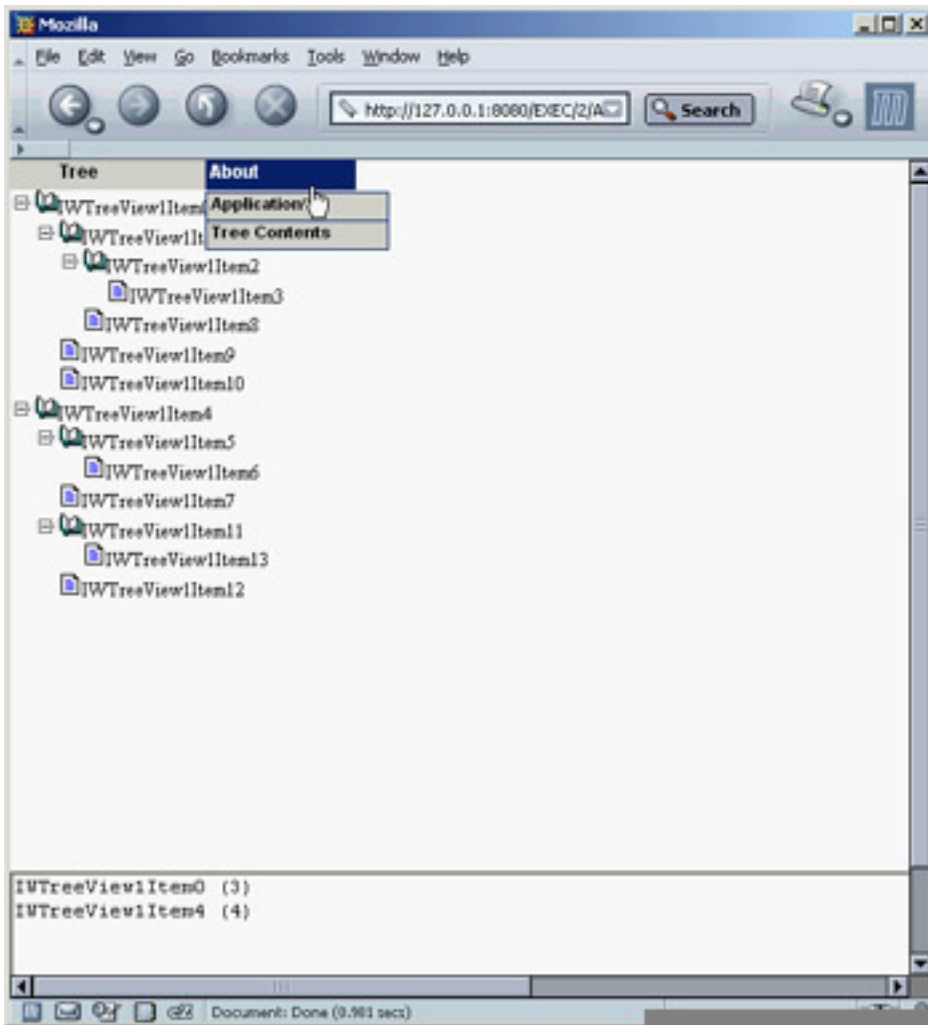 Mozilla
File Edit View Go Bookmarks Tools Window Help
http://127.0.0.1:8080/EXEC/2/A Search
Tree About
IWTreeView1Item
Application
IWTreeView1It
Tree Contents
IWTreeView1Item2
IWTreeView1Item3
IWTreeView1Item8
IWTreeView1Item9
IWTreeView1Item10
IWTreeView1Item4
IWTreeView1Item5
IWTreeView1Item6
IWTreeView1Item7
IWTreeView1Item11
IWTreeView1Item13
IWTreeView1Item12
IWTreeView1Item0 (3)
IWTreeView1Item4 (4)
Document: Done (0.901 secs)